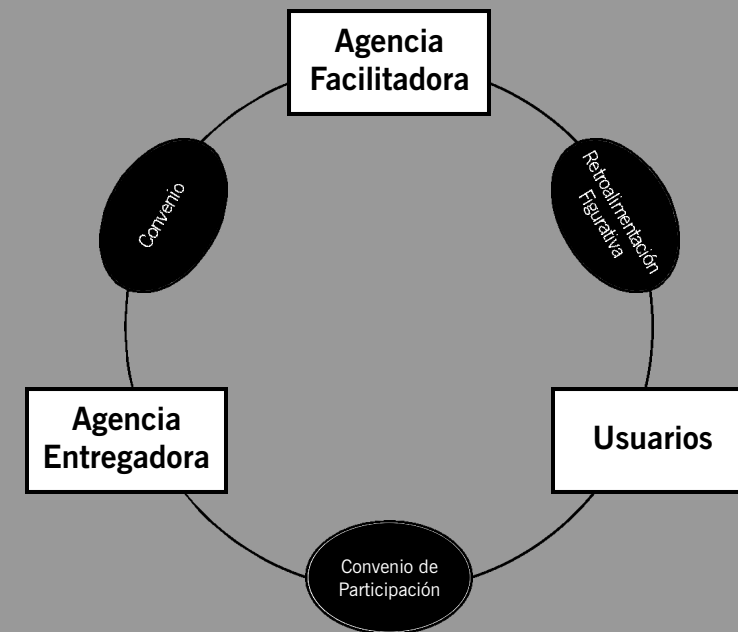 Agencia
Facilitadora
Convenio
Retroalimentación
Figurativa
Agencia
Entregadora
Usuarios
Convenio de
Participación